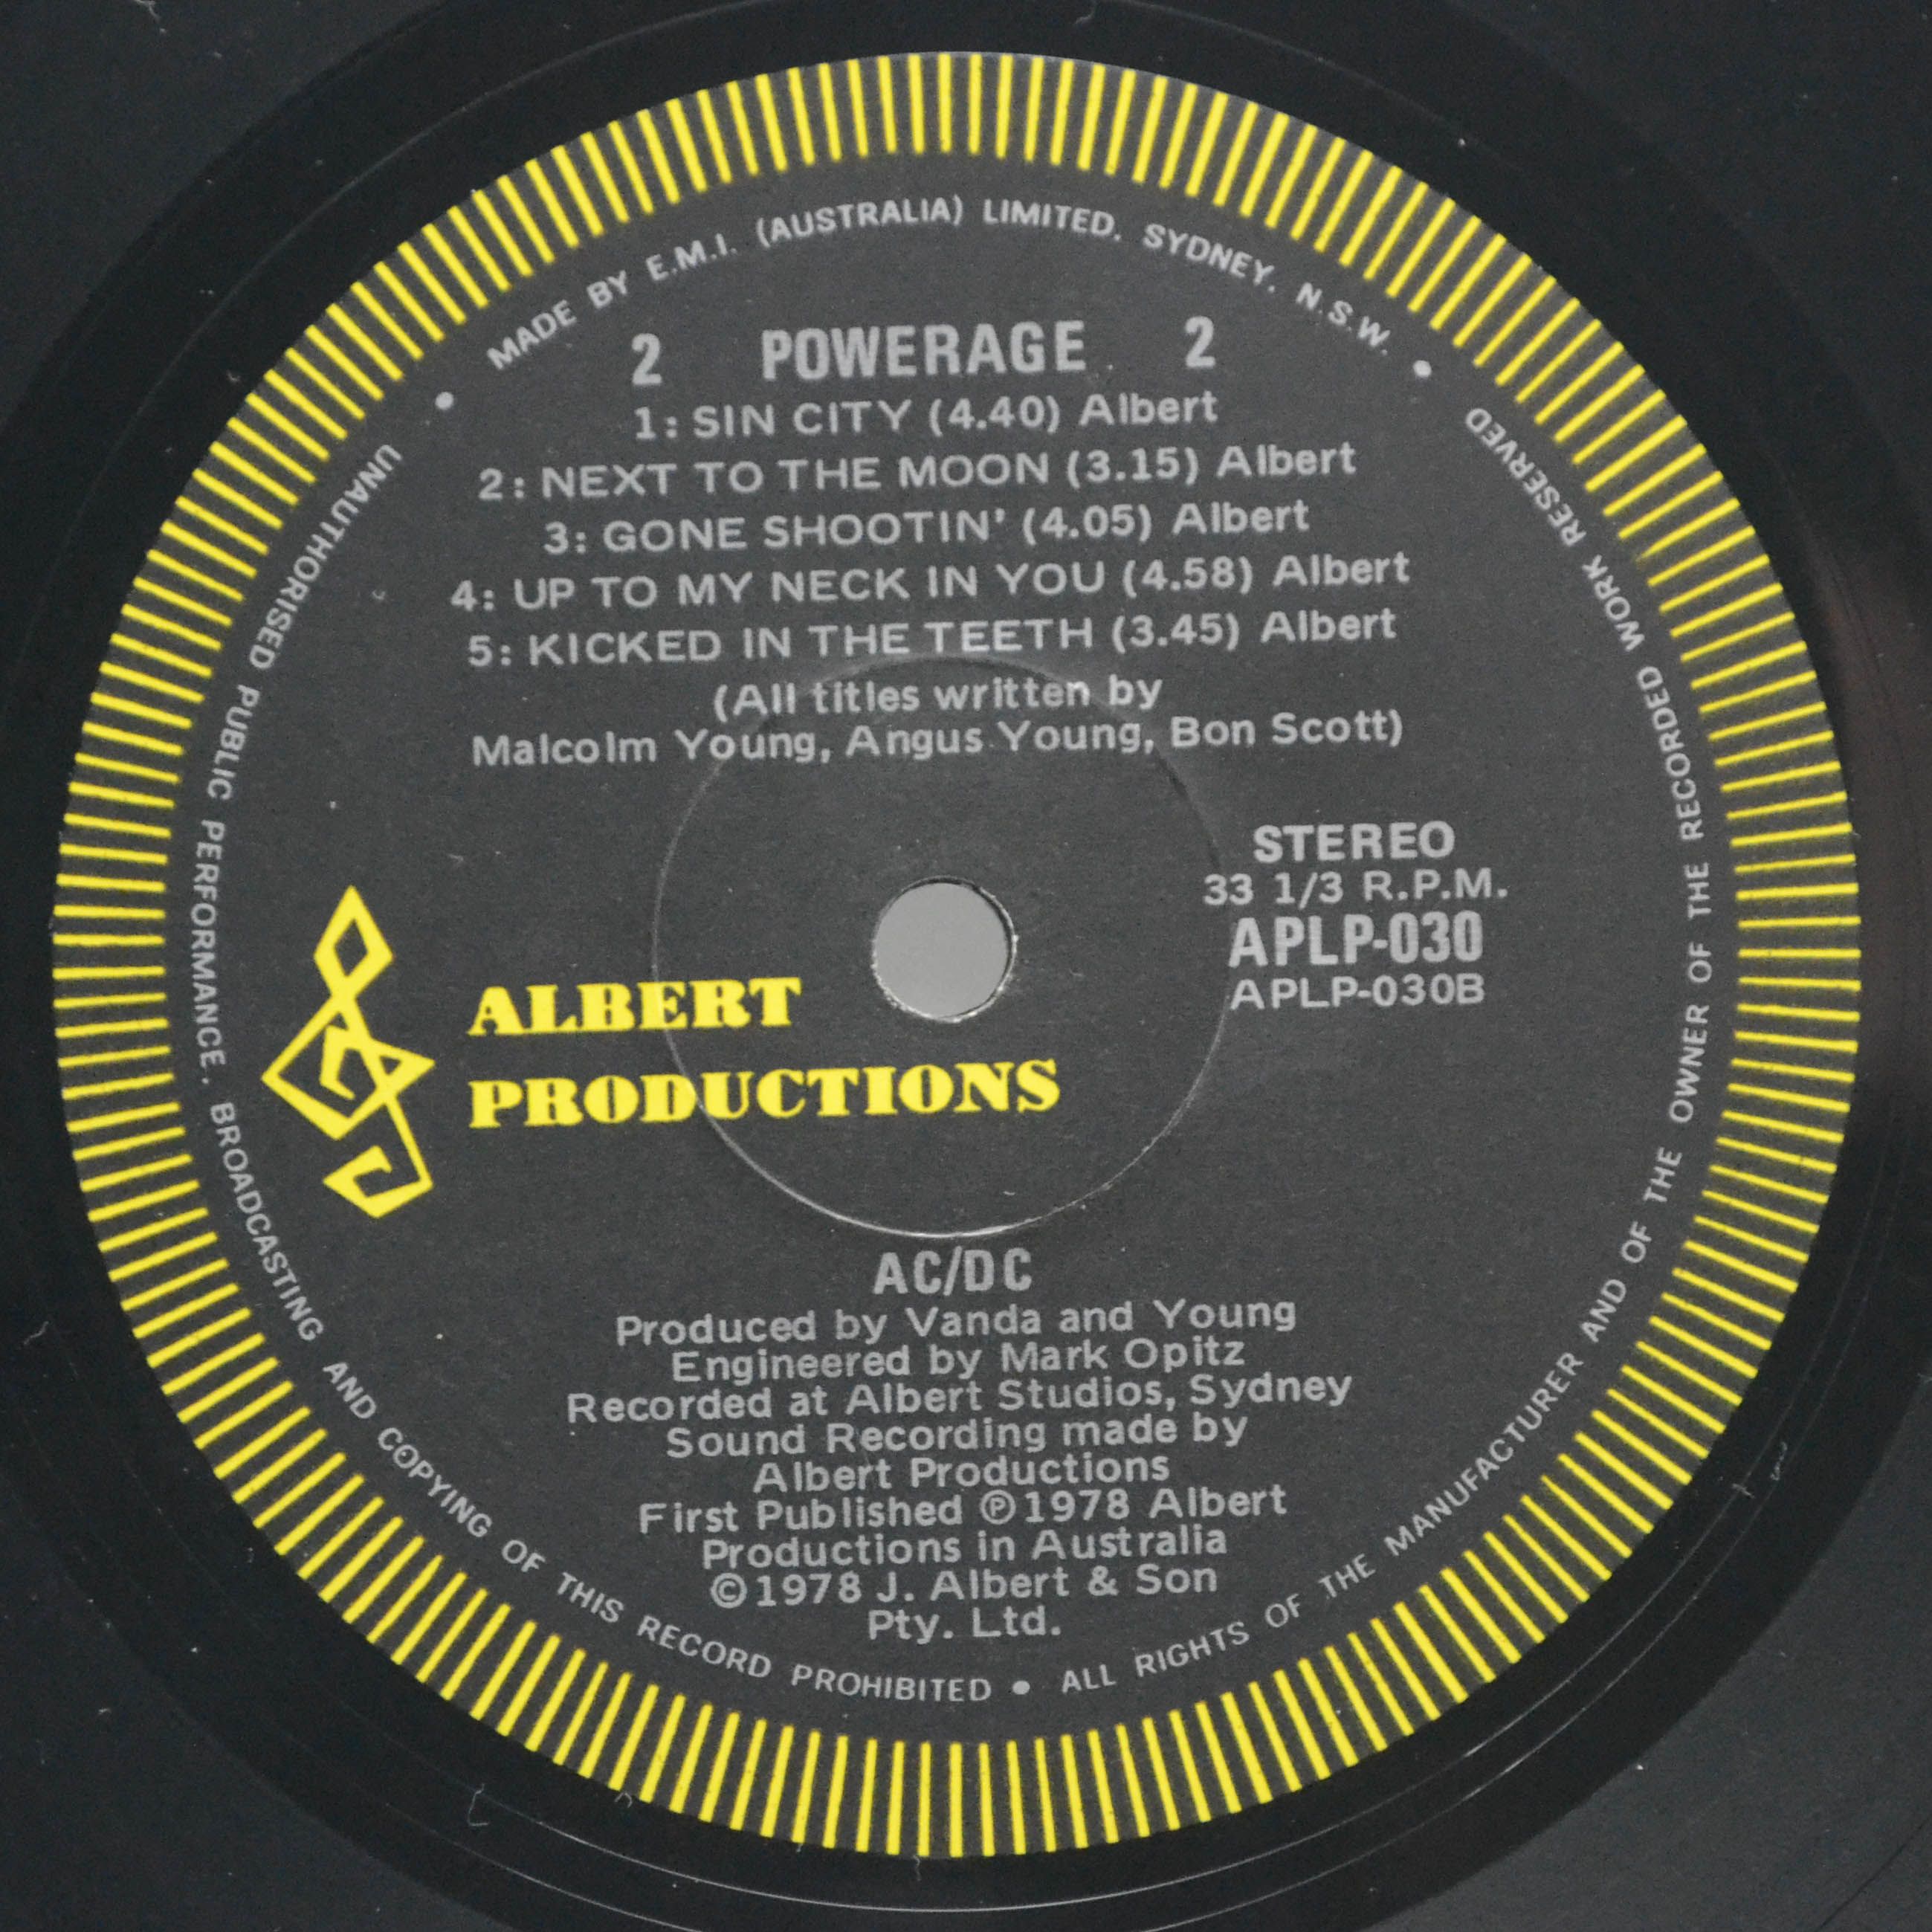 MADE BY E.M.I. (AUSTRALIA) LIMITED. SYDNEY. N.S.W. •
2 POWERAGE 2
1: SIN CITY (4.40) Albert
2: NEXT TO THE MOON (3.15) Albert
3: GONE SHOOTIN' (4.05) Albert
4: UP TO MY NECK IN YOU (4.58) Albert
5: KICKED IN THE TEETH (3.45) Albert
(All titles written by
Malcolm Young, Angus Young, Bon Scott)
STEREO
33 1/3 R.P.M.
APLP-030
APLP-030B
ALBERT
PRODUCTIONS
AC/DC
Produced by Vanda and Young
Engineered by Mark Opitz
Recorded at Albert Studios, Sydney
Sound Recording made by
Albert Productions
First Published ℗1978 Albert
Productions in Australia
©1978 J. Albert & Son
Pty. Ltd.
• UNAUTHORISED PUBLIC PERFORMANCE. BROADCASTING AND COPYING OF THIS RECORD PROHIBITED • ALL RIGHTS OF THE MANUFACTURER AND OF THE OWNER OF THE RECORDED WORK RESERVED